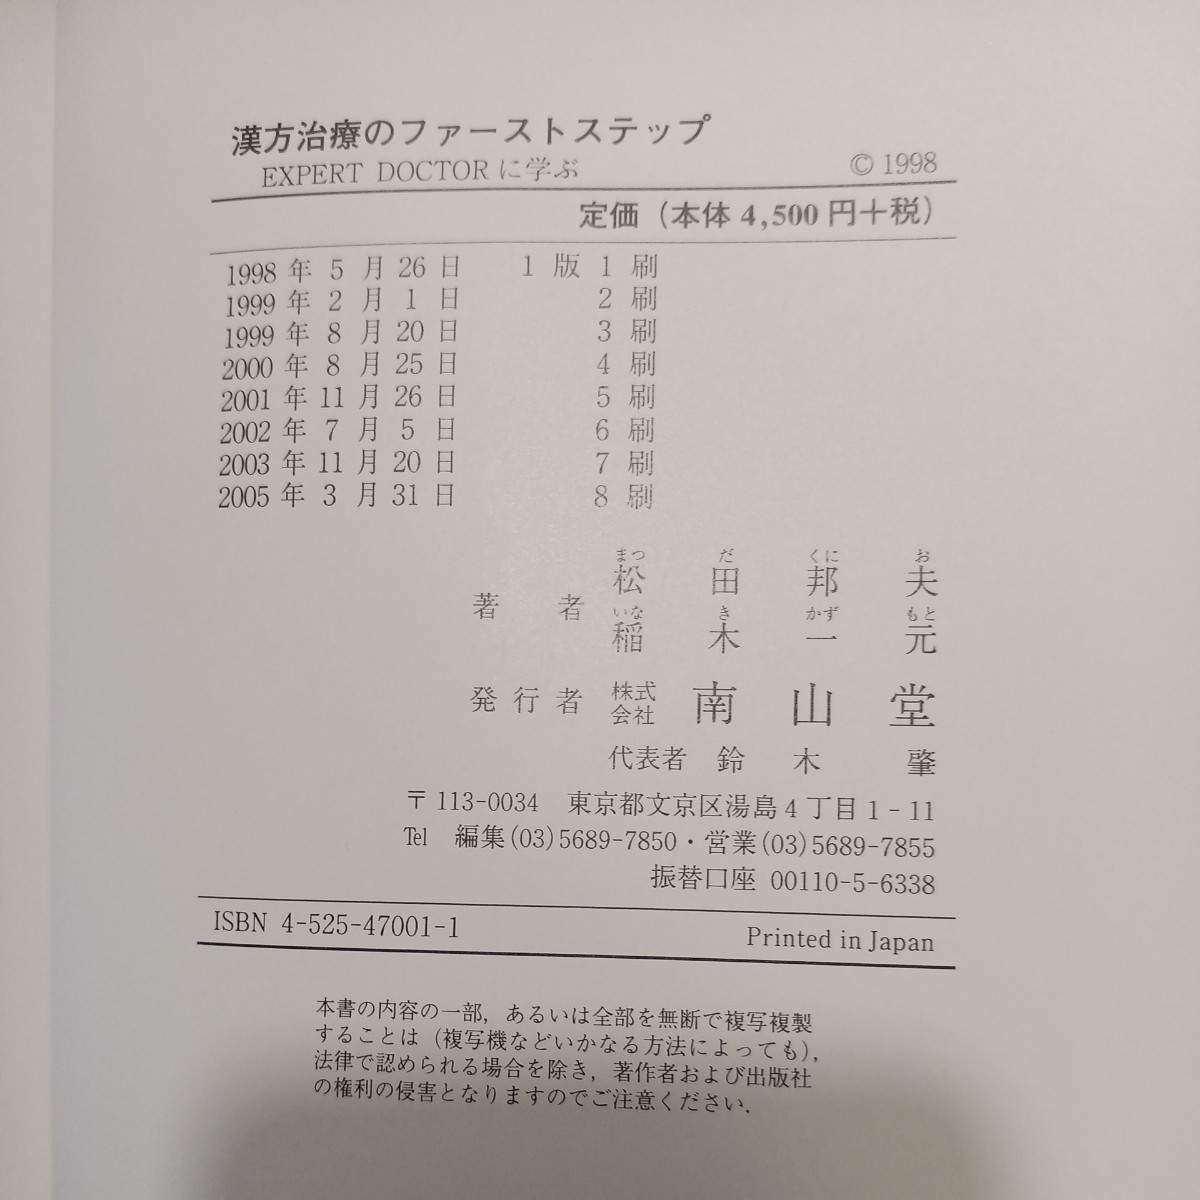 漢方治療のファーストステップ
EXPERT DOCTORに学ぶ
© 1998
定価（本体 4,500 円＋税）
1998 年 5 月 26 日 1 版 1 刷
1999 年 2 月 1 日 2 刷
1999 年 8 月 20 日 3 刷
2000 年 8 月 25 日 4 刷
2001 年 11 月 26 日 5 刷
2002 年 7 月 5 日 6 刷
2003 年 11 月 20 日 7 刷
2005 年 3 月 31 日 8 刷
まつ だ くに お
松 田 邦 夫
著 者
いな き かず もと
稲 木 一 元
発 行 者 株式会社 南 山 堂
代表者 鈴 木 肇
〒 113-0034 東京都文京区湯島 4 丁目 1 - 11
Tel 編集 (03) 5689-7850・営業 (03) 5689-7855
振替口座 00110-5-6338
ISBN 4-525-47001-1
Printed in Japan
本書の内容の一部, あるいは全部を無断で複写複製
することは（複写機などいかなる方法によっても）,
法律で認められる場合を除き, 著作者および出版社
の権利の侵害となりますのでご注意ください.